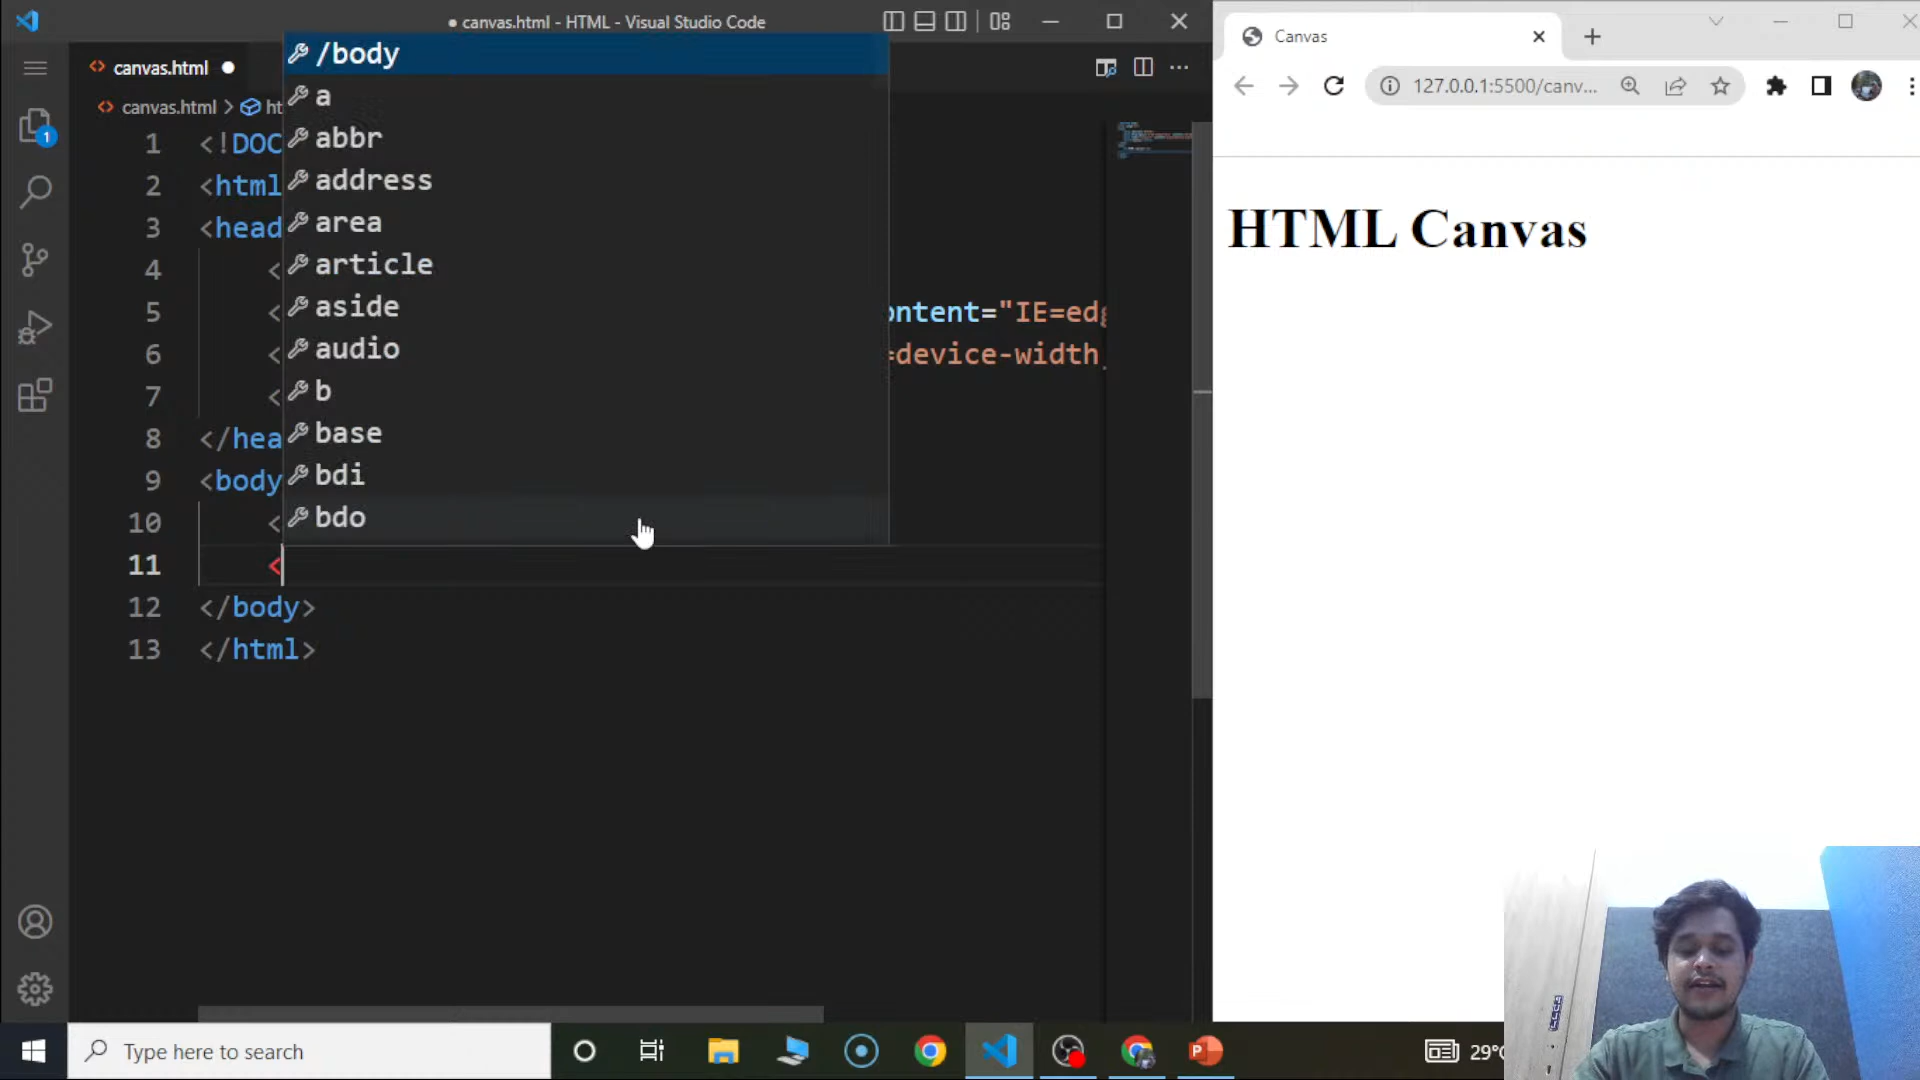 canvas.html - HTML - Visual Studio Code
canvas.html
canvas.html > ht
1 <!DOC
2 <html
3 <head
4 <
5 < ontent="IE=edg
6 < =device-width,
7 <
8 </hea
9 <body
10 <
11 <
12 </body>
13 </html>
/body
a
abbr
address
area
article
aside
audio
b
base
bdi
bdo
1
Canvas
127.0.0.1:5500/canv...
HTML Canvas
Type here to search
P
29°C